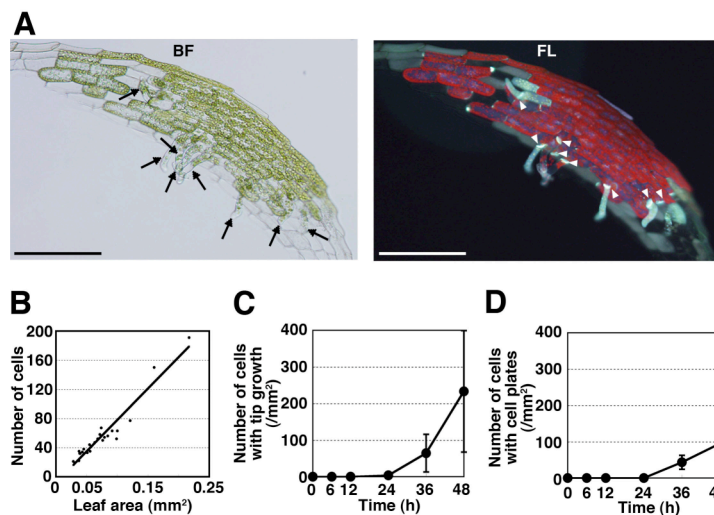 A
BF
FL
B
Number of cells
200
160
120
80
40
0
0.05
0.15
0.25
Leaf area (mm²)
C
Number of cells
with tip growth
(/mm²)
400
300
200
100
0
0 6 12 24 36 48
Time (h)
D
Number of cells
with cell plates
(/mm²)
400
300
200
100
0
0 6 12 24 36
Time (h)